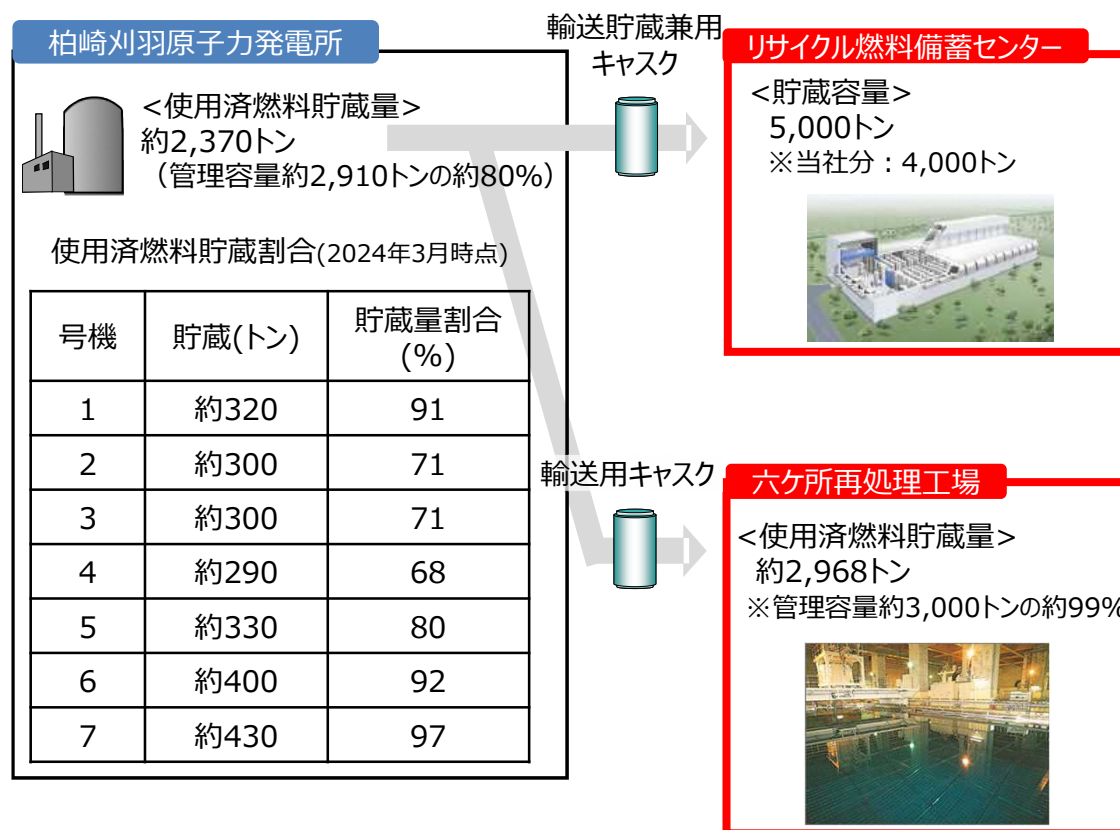 柏崎刈羽原子力発電所
<使用済燃料貯蔵量>
約2,370トン
（管理容量約2,910トンの約80%）
使用済燃料貯蔵割合(2024年3月時点)
号機 貯蔵(トン) 貯蔵量割合
(%)
1 約320 91
2 約300 71
3 約300 71
4 約290 68
5 約330 80
6 約400 92
7 約430 97
輸送貯蔵兼用
キャスク
リサイクル燃料備蓄センター
<貯蔵容量>
5,000トン
※当社分：4,000トン
輸送用キャスク
六ケ所再処理工場
<使用済燃料貯蔵量>
約2,968トン
※管理容量約3,000トンの約99%